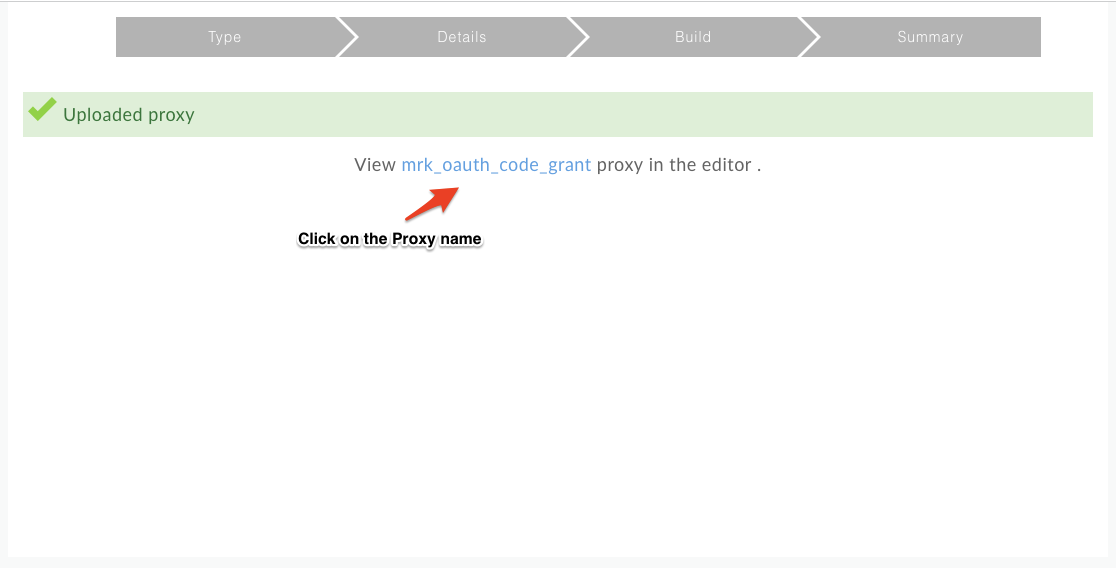 Type Details Build Summary
Uploaded proxy
View mrk_oauth_code_grant proxy in the editor .
Click on the Proxy name